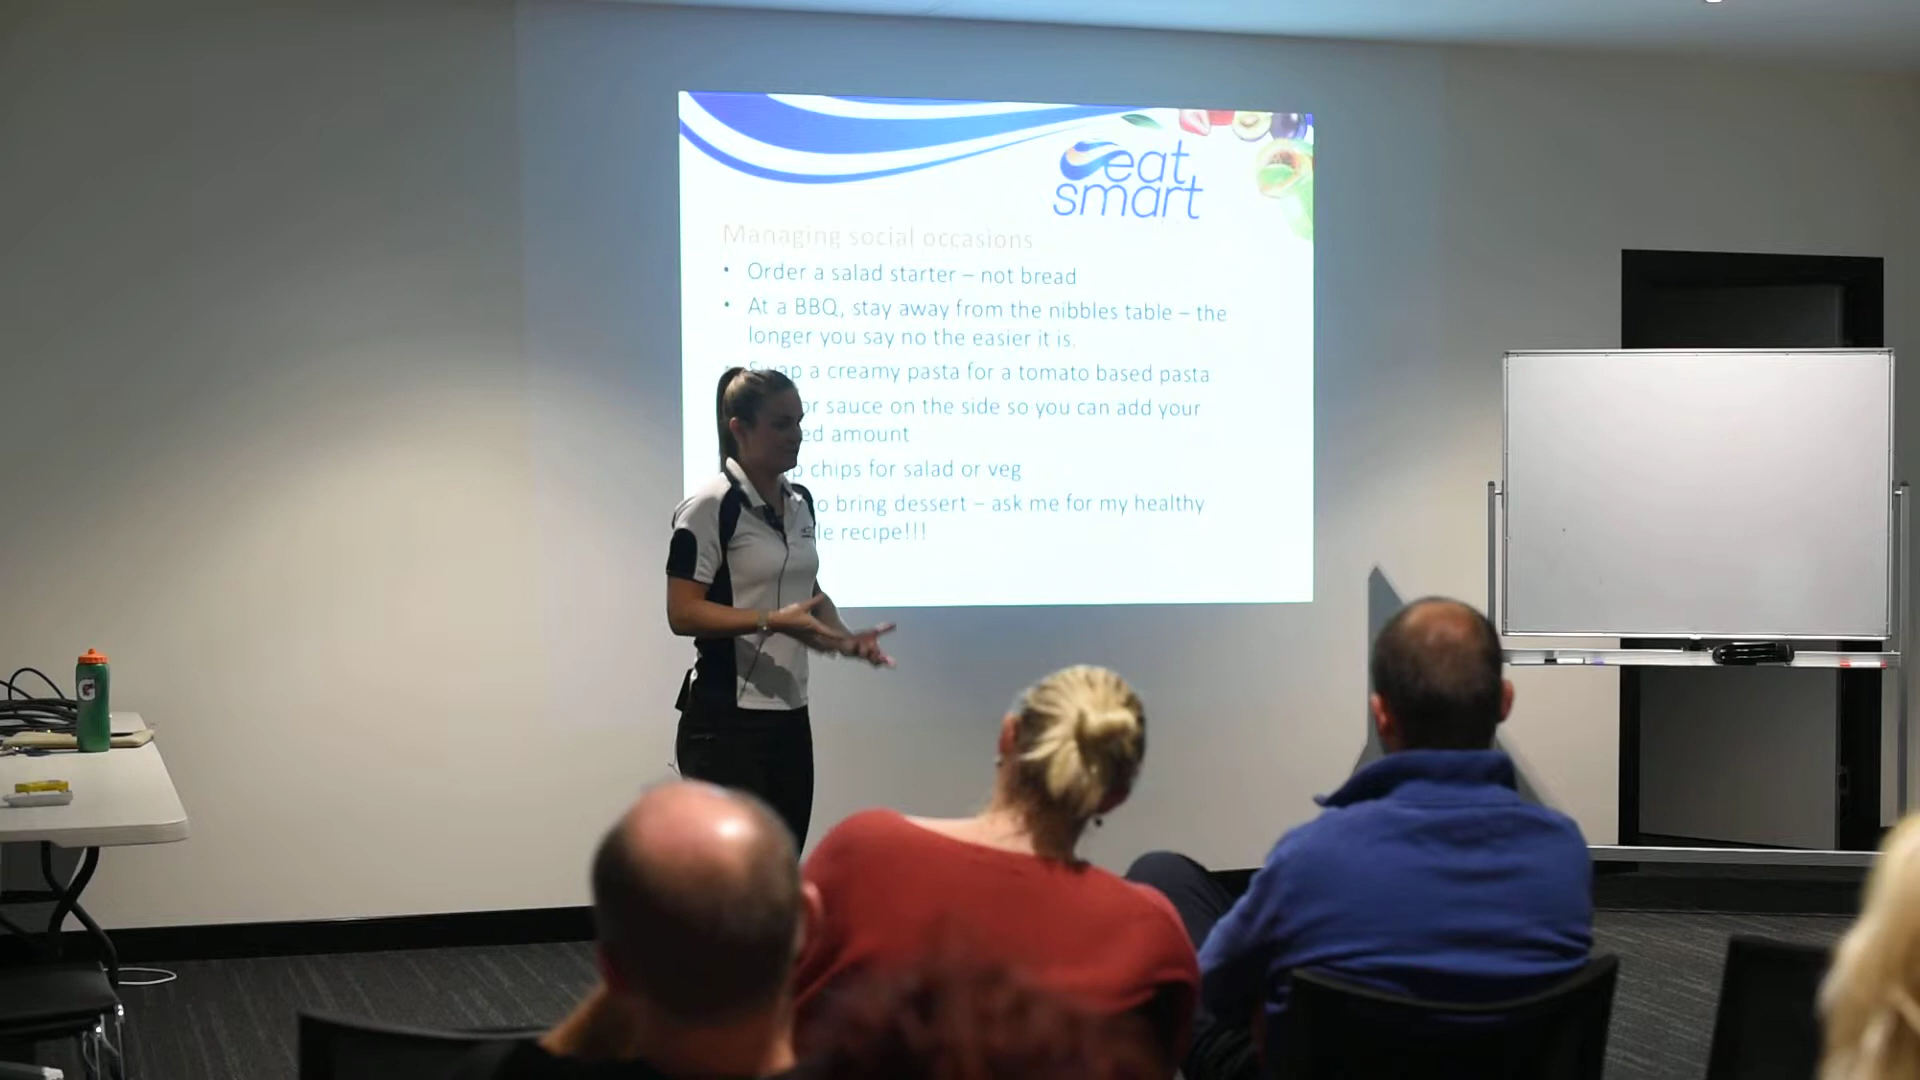 eat
smart
Managing social occasions
• Order a salad starter – not bread
• At a BBQ, stay away from the nibbles table – the
longer you say no the easier it is.
• Swap a creamy pasta for a tomato based pasta
or sauce on the side so you can add your
amount
chips for salad or veg
bring dessert – ask me for my healthy
recipe!!!
G